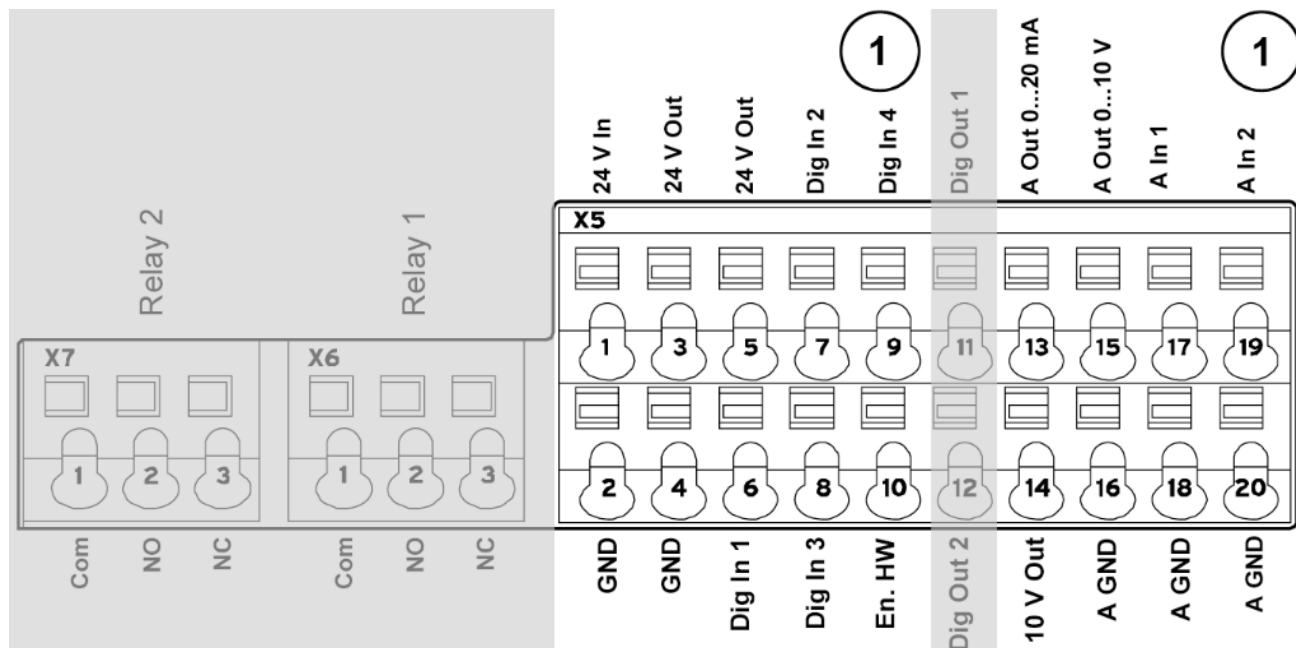 1
1
24 V In
24 V Out
24 V Out
Dig In 2
Dig In 4
Dig Out 1
A Out 0...20 mA
A Out 0...10 V
A In 1
A In 2
Relay 2
Relay 1
X5
1 3 5 7 9 11 13 15 17 19
X7
X6
1 2 3
1 2 3
2 4 6 8 10 12 14 16 18 20
Com
NO
NC
Com
NO
NC
GND
GND
Dig In 1
Dig In 3
En. HW
Dig Out 2
10 V Out
A GND
A GND
A GND